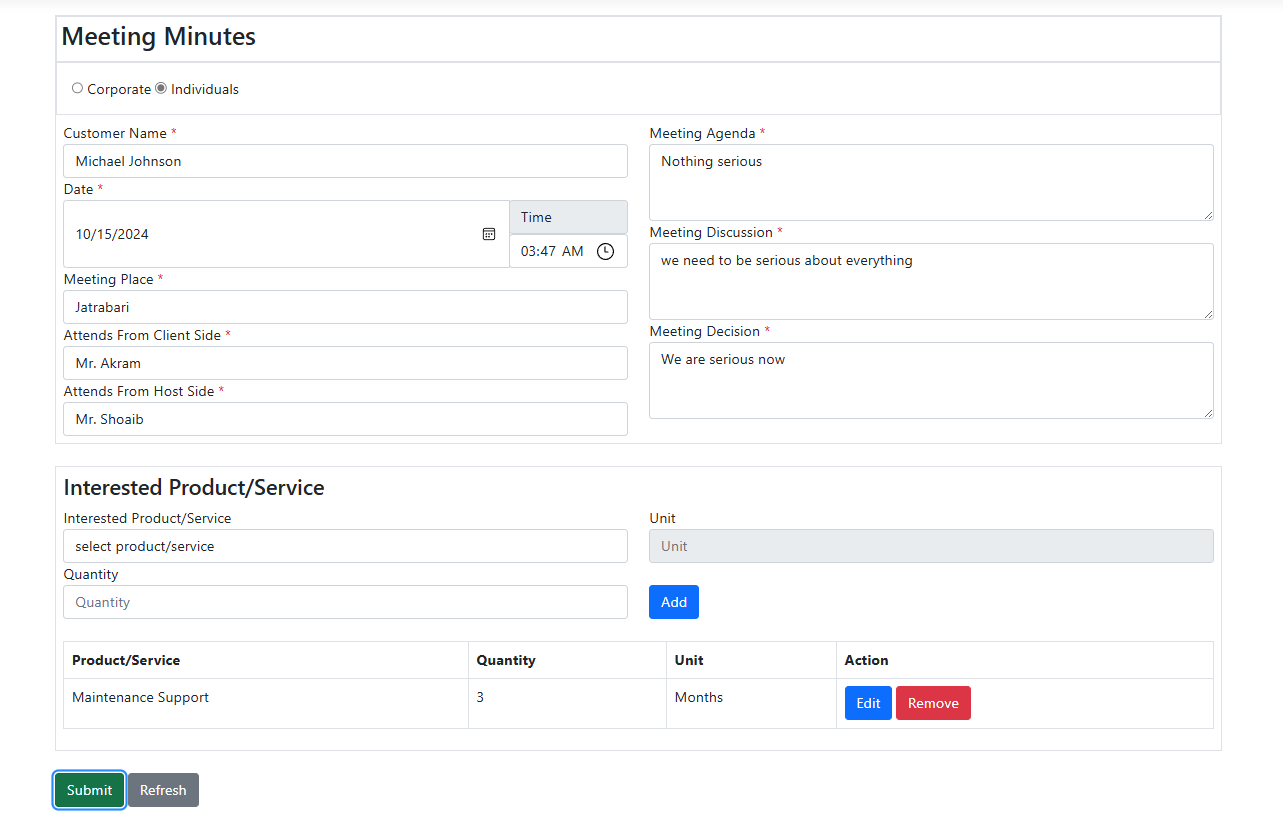 Meeting Minutes
Corporate Individuals
Customer Name *
Michael Johnson
Date *
10/15/2024
Time
03:47 AM
Meeting Place *
Jatrabari
Attends From Client Side *
Mr. Akram
Attends From Host Side *
Mr. Shoaib
Meeting Agenda *
Nothing serious
Meeting Discussion *
we need to be serious about everything
Meeting Decision *
We are serious now
Interested Product/Service
Interested Product/Service
select product/service
Unit
Unit
Quantity
Quantity
Add
Product/Service Quantity Unit Action
Maintenance Support 3 Months Edit Remove
Submit Refresh